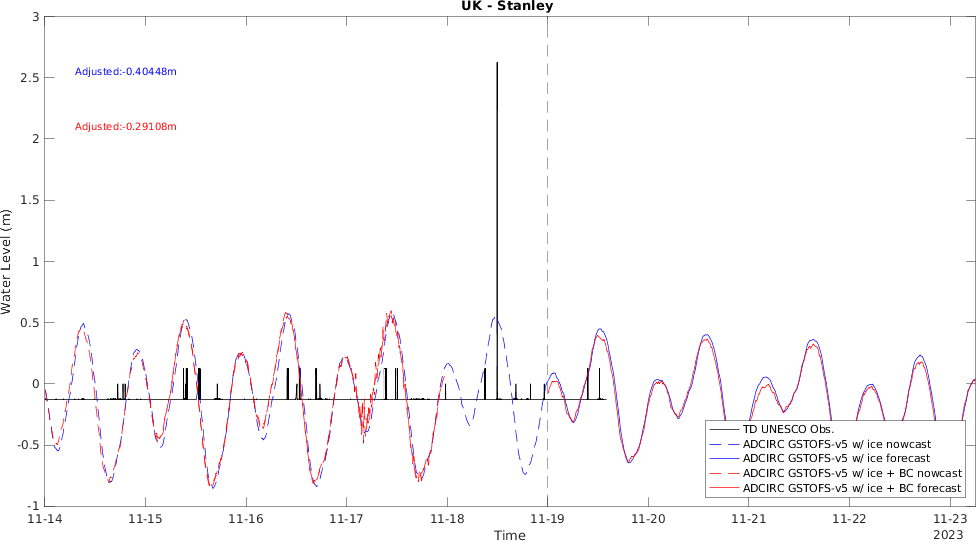 UK - Stanley
3
2.5
2
1.5
1
0.5
0
-0.5
-1
Water Level (m)
Adjusted:-0.40448m
Adjusted:-0.29108m
TD UNESCO Obs.
ADCIRC GSTOFS-v5 w/ ice nowcast
ADCIRC GSTOFS-v5 w/ ice forecast
ADCIRC GSTOFS-v5 w/ ice + BC nowcast
ADCIRC GSTOFS-v5 w/ ice + BC forecast
11-14 11-15 11-16 11-17 11-18 11-19 11-20 11-21 11-22 11-23
Time
2023